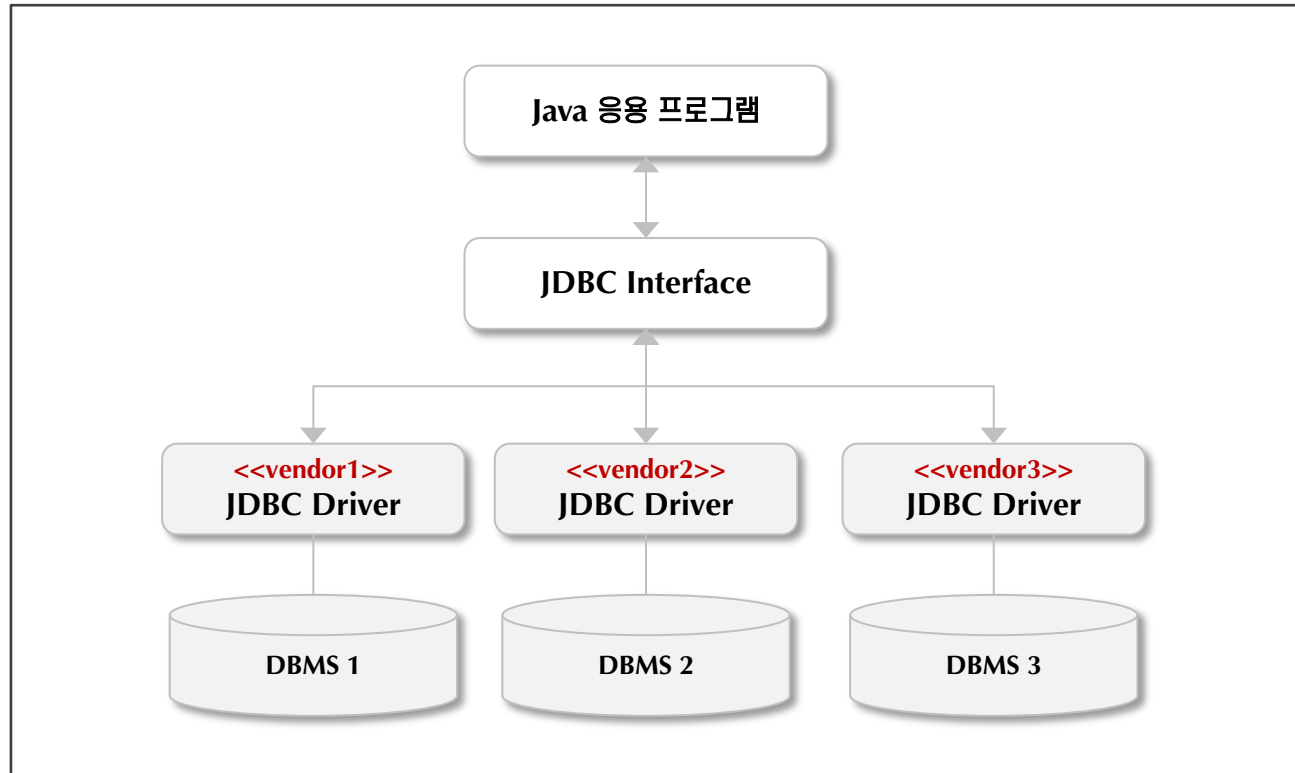 Java 응용 프로그램
JDBC Interface
<<vendor1>>
JDBC Driver
<<vendor2>>
JDBC Driver
<<vendor3>>
JDBC Driver
DBMS 1
DBMS 2
DBMS 3